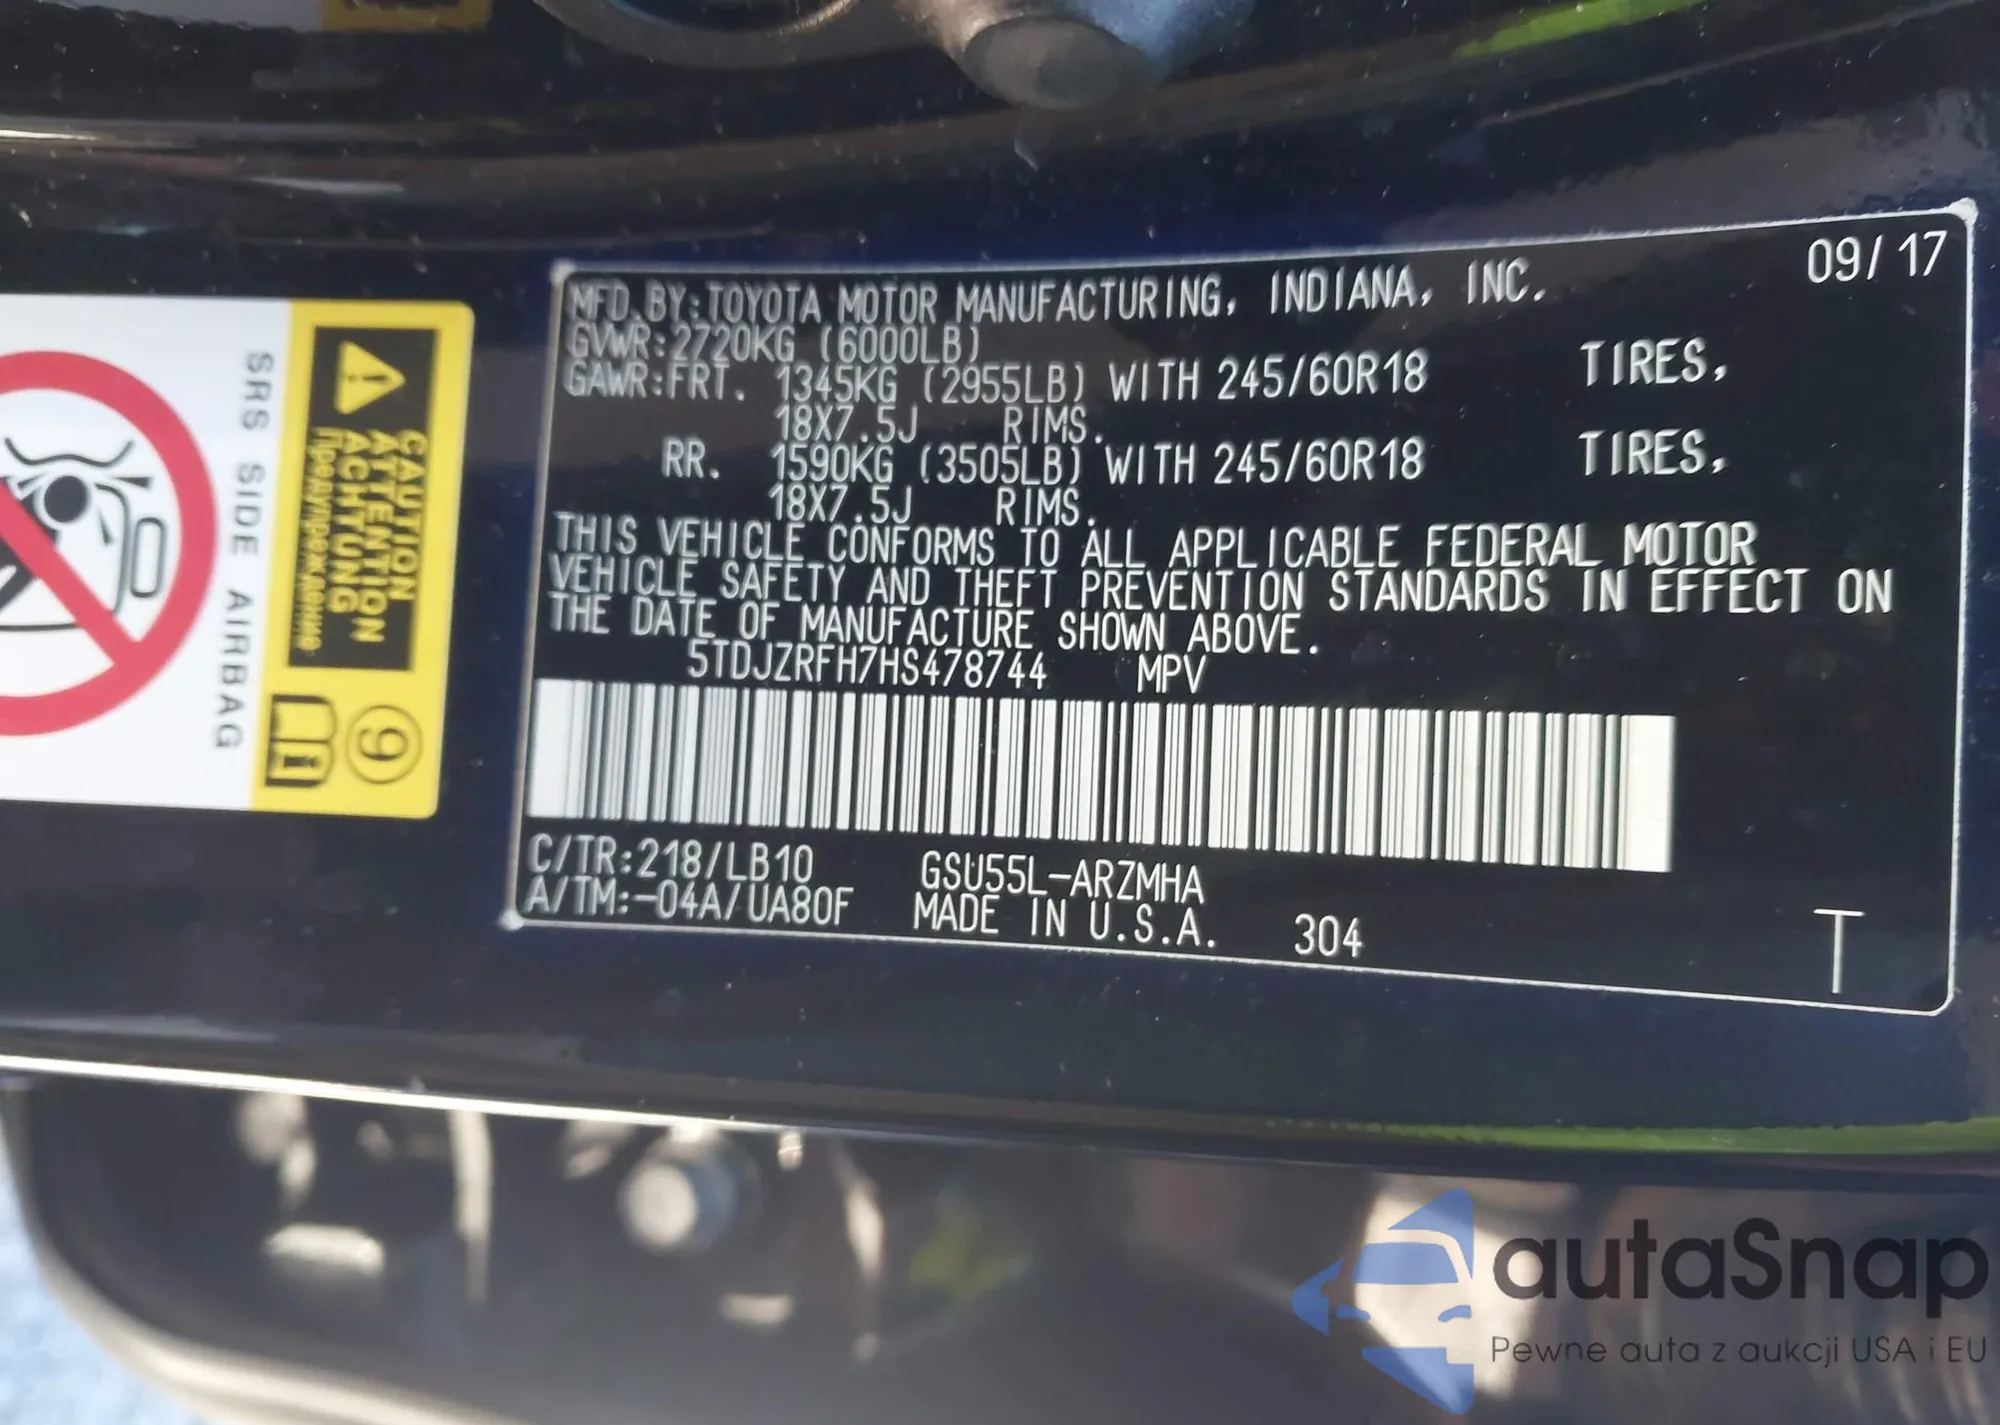 09/17
MFD.BY:TOYOTA MOTOR MANUFACTURING, INDIANA, INC.
GVWR:2720KG (6000LB)
GAWR:FRT. 1345KG (2955LB) WITH 245/60R18 TIRES,
18X7.5J RIMS.
RR. 1590KG (3505LB) WITH 245/60R18 TIRES,
18X7.5J RIMS.
THIS VEHICLE CONFORMS TO ALL APPLICABLE FEDERAL MOTOR
VEHICLE SAFETY AND THEFT PREVENTION STANDARDS IN EFFECT ON
THE DATE OF MANUFACTURE SHOWN ABOVE.
5TDJZRFH7HS478744 MPV
C/TR:218/LB10 GSU55L-ARZMHA
A/TM:-04A/UA80F MADE IN U.S.A. 304
T
CAUTION
ATTENTION
ACHTUNG
Предупреждение
9
SRS SIDE AIRBAG
autaSnap
Pewne auta z aukcji USA i EU